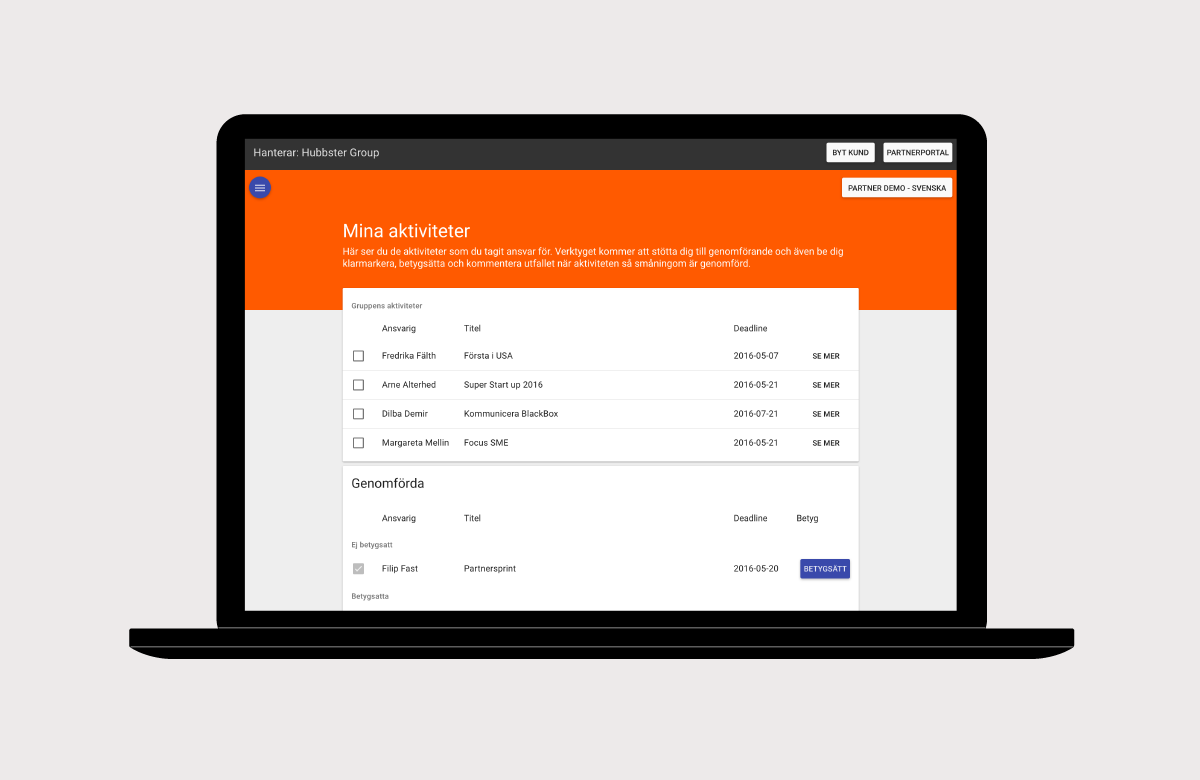 Hanterar: Hubbster Group
BYT KUND
PARTNERPORTAL
PARTNER DEMO - SVENSKA
Mina aktiviteter
Här ser du de aktiviteter som du tagit ansvar för. Verktyget kommer att stötta dig till genomförande och även be dig
klarmarkera, betygsätta och kommentera utfallet när aktiviteten så småningom är genomförd.
Gruppens aktiviteter
Ansvarig Titel Deadline
Fredrika Fälth Första i USA 2016-05-07 SE MER
Arne Alterhed Super Start up 2016 2016-05-21 SE MER
Dilba Demir Kommunicera BlackBox 2016-07-21 SE MER
Margareta Mellin Focus SME 2016-05-21 SE MER
Genomförda
Ansvarig Titel Deadline Betyg
Ej betygsatt
Filip Fast Partnersprint 2016-05-20 BETYGSÄTT
Betygsatta